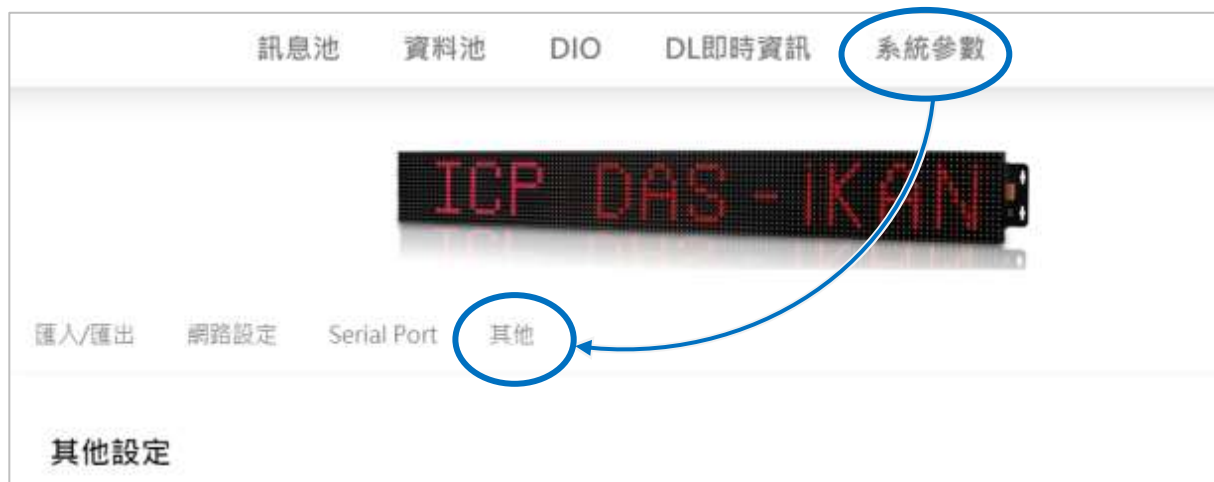 訊息池 資料池 DIO DL即時資訊 系統參數
ICP DAS - iKAN
匯入/匯出 網路設定 Serial Port 其他
其他設定